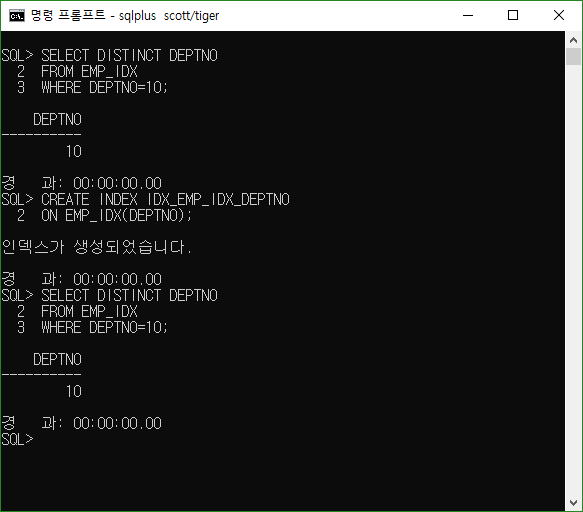 명령 프롬프트 - sqlplus  scott/tiger
SQL> SELECT DISTINCT DEPTNO
  2  FROM EMP_IDX
  3  WHERE DEPTNO=10;
    DEPTNO
----------
        10
경   과: 00:00:00.00
SQL> CREATE INDEX IDX_EMP_IDX_DEPTNO
  2  ON EMP_IDX(DEPTNO);
인덱스가 생성되었습니다.
경   과: 00:00:00.00
SQL> SELECT DISTINCT DEPTNO
  2  FROM EMP_IDX
  3  WHERE DEPTNO=10;
    DEPTNO
----------
        10
경   과: 00:00:00.00
SQL>